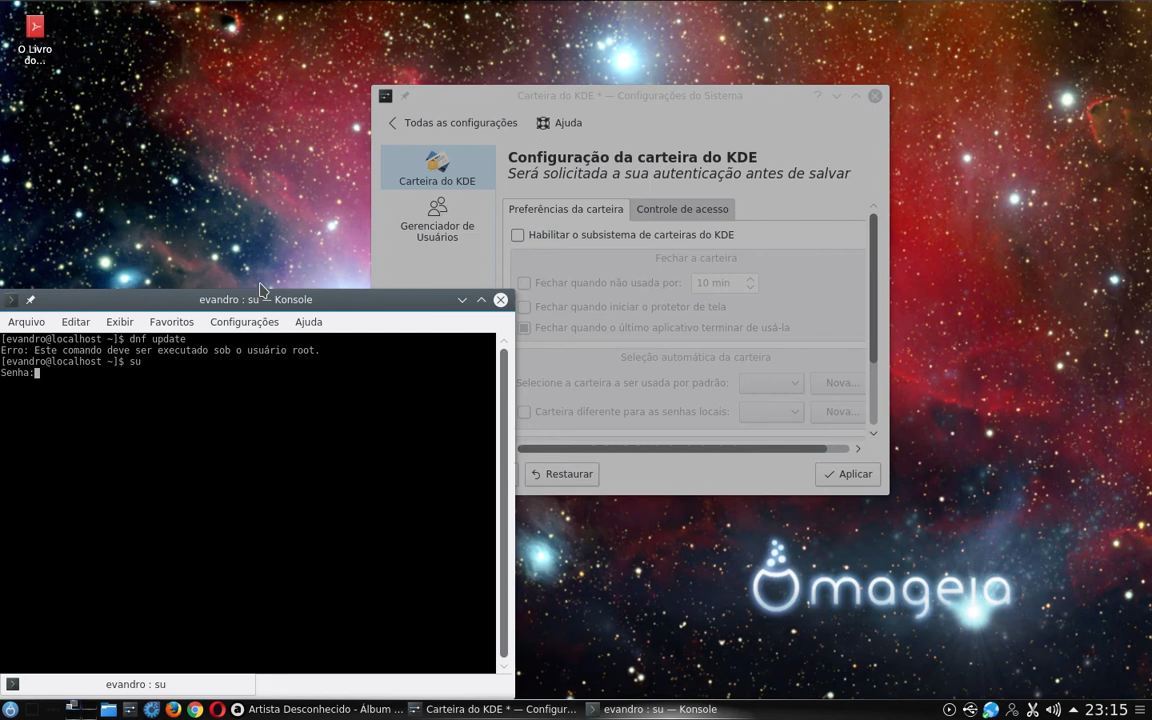 O Livro
do...
Carteira do KDE * — Configurações do Sistema
Todas as configurações
Ajuda
Carteira do KDE
Gerenciador de
Usuários
Configuração da carteira do KDE
Será solicitada a sua autenticação antes de salvar
Preferências da carteira
Controle de acesso
Habilitar o subsistema de carteiras do KDE
Fechar a carteira
Fechar quando não usada por:
10 min
Fechar quando iniciar o protetor de tela
Fechar quando o último aplicativo terminar de usá-la
Seleção automática da carteira
Selecione a carteira a ser usada por padrão:
Nova...
Carteira diferente para as senhas locais:
Nova...
Restaurar
Aplicar
evandro : su — Konsole
Arquivo Editar Exibir Favoritos Configurações Ajuda
[evandro@localhost ~]$ dnf update
Erro: Este comando deve ser executado sob o usuário root.
[evandro@localhost ~]$ su
Senha:
evandro : su
mageia
Artista Desconhecido - Álbum ...
Carteira do KDE * — Configur...
evandro : su — Konsole
23:15